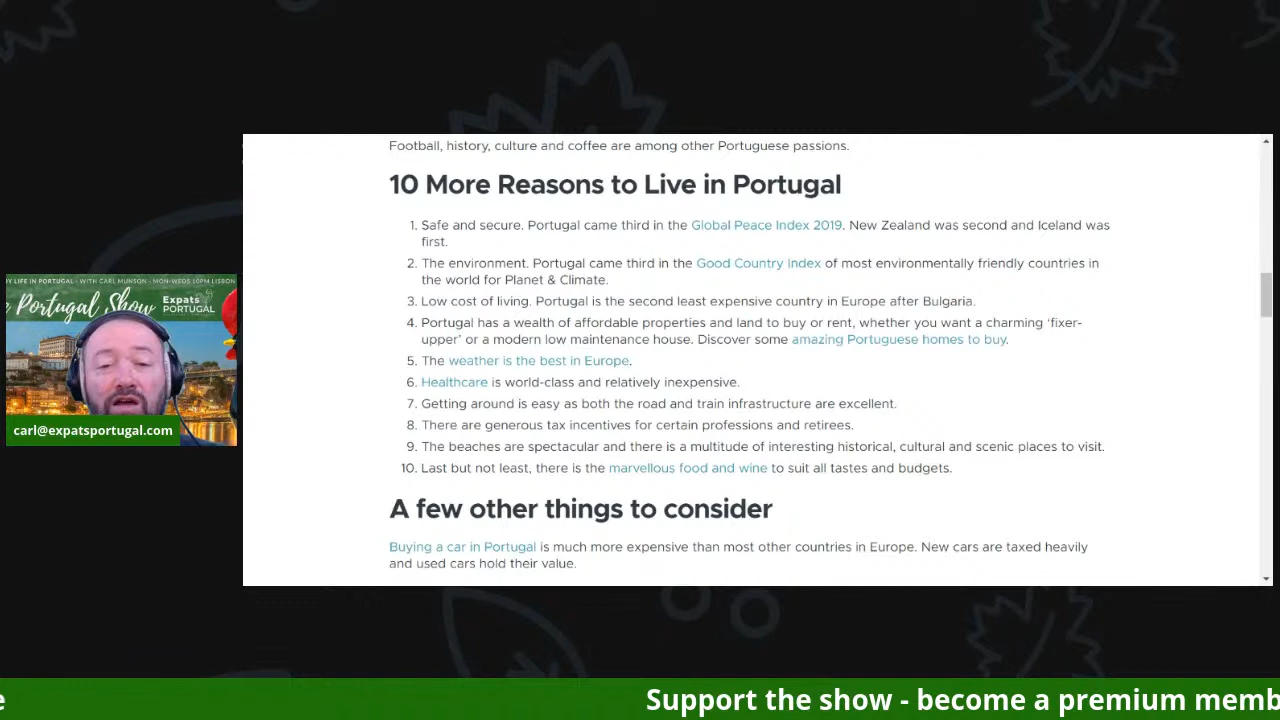 Football, history, culture and coffee are among other Portuguese passions.
10 More Reasons to Live in Portugal
1. Safe and secure. Portugal came third in the Global Peace Index 2019. New Zealand was second and Iceland was
first.
2. The environment. Portugal came third in the Good Country Index of most environmentally friendly countries in
the world for Planet & Climate.
3. Low cost of living. Portugal is the second least expensive country in Europe after Bulgaria.
4. Portugal has a wealth of affordable properties and land to buy or rent, whether you want a charming ‘fixer-
upper’ or a modern low maintenance house. Discover some amazing Portuguese homes to buy.
5. The weather is the best in Europe.
6. Healthcare is world-class and relatively inexpensive.
7. Getting around is easy as both the road and train infrastructure are excellent.
8. There are generous tax incentives for certain professions and retirees.
9. The beaches are spectacular and there is a multitude of interesting historical, cultural and scenic places to visit.
10. Last but not least, there is the marvellous food and wine to suit all tastes and budgets.
A few other things to consider
Buying a car in Portugal is much more expensive than most other countries in Europe. New cars are taxed heavily
and used cars hold their value.
Y LIFE IN PORTUGAL - WITH CARL MUNSON - MON-WEDS 10PM LISBON
Portugal Show
Expats
PORTUGAL
carl@expatsportugal.com
e Support the show - become a premium memb